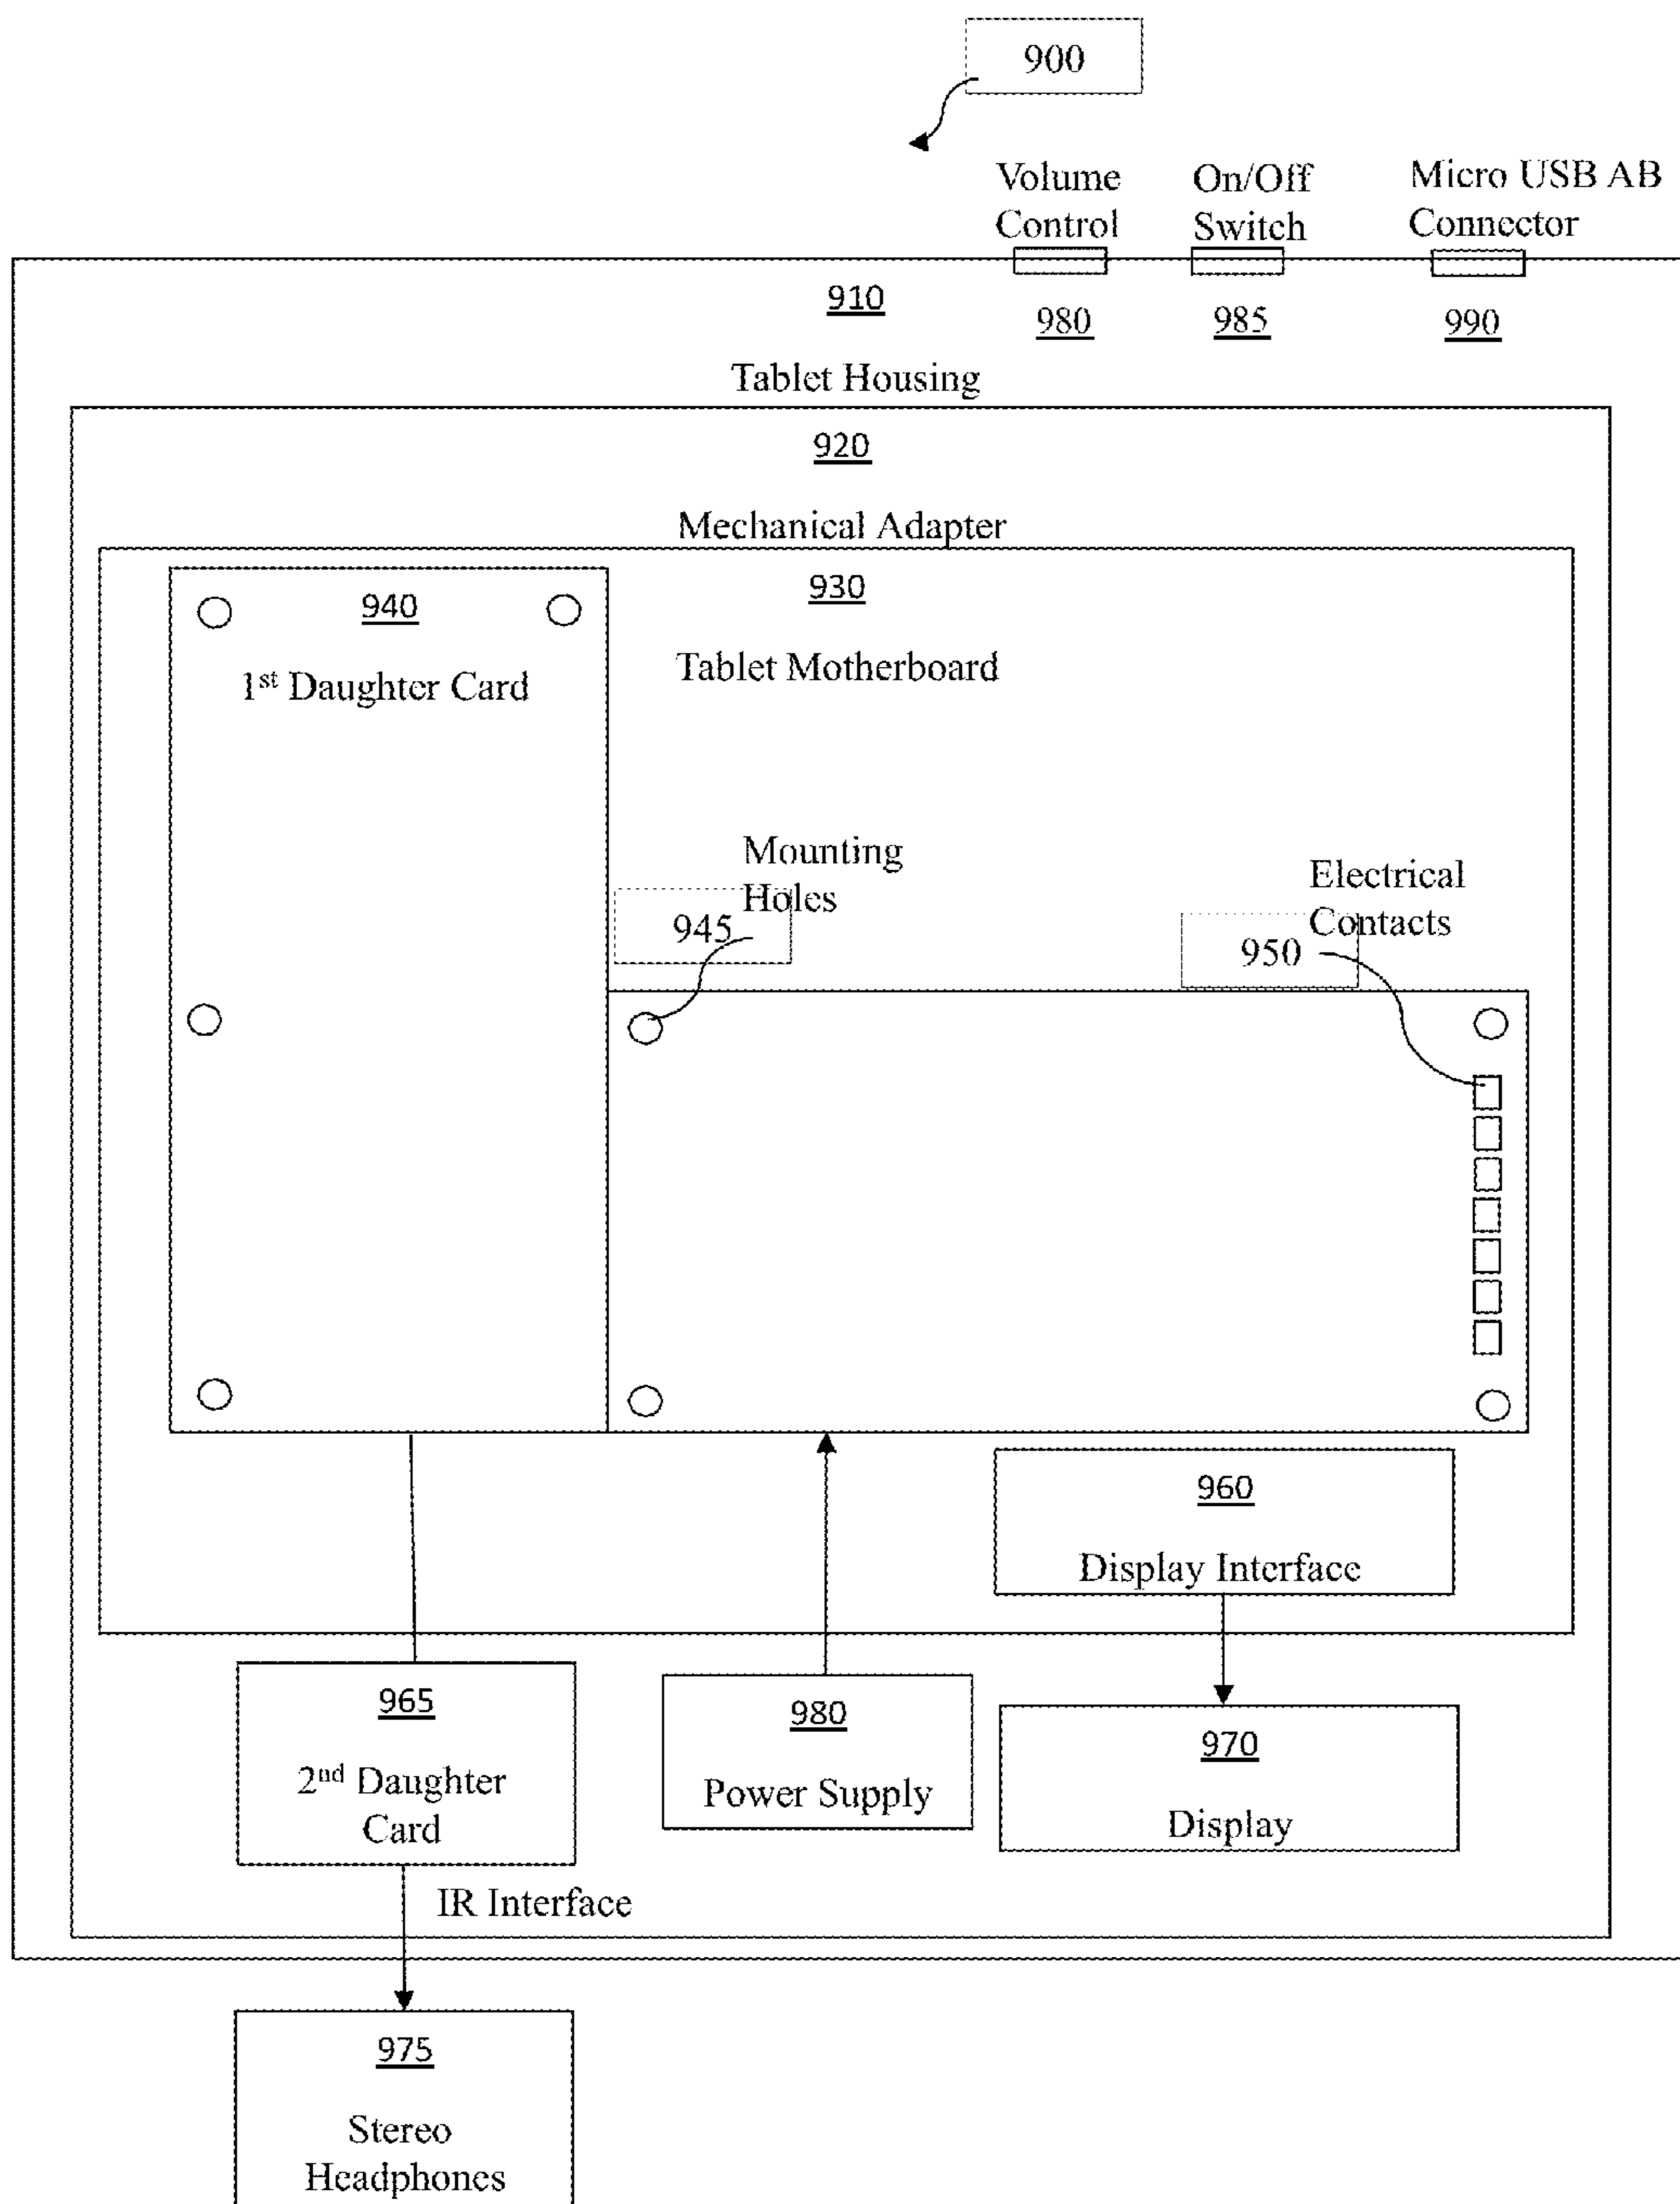 900
Volume
Control
On/Off
Switch
Micro USB AB
Connector
910
980
985
990
Tablet Housing
920
Mechanical Adapter
940
930
1st Daughter Card
Tablet Motherboard
Mounting
Holes
945
Electrical
Contacts
950
960
Display Interface
965
2nd Daughter
Card
980
Power Supply
970
Display
IR Interface
975
Stereo
Headphones